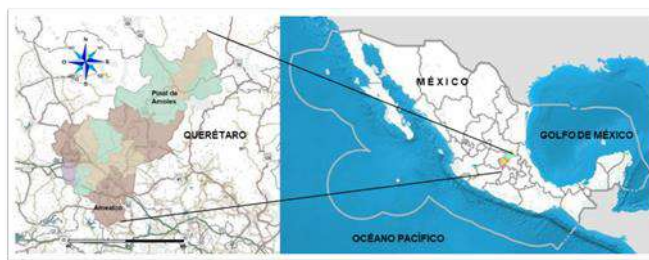 N
O
E
S
Pinal de
Amoles
QUERÉTARO
Amealco
MÉXICO
GOLFO DE MÉXICO
OCÉANO PACÍFICO